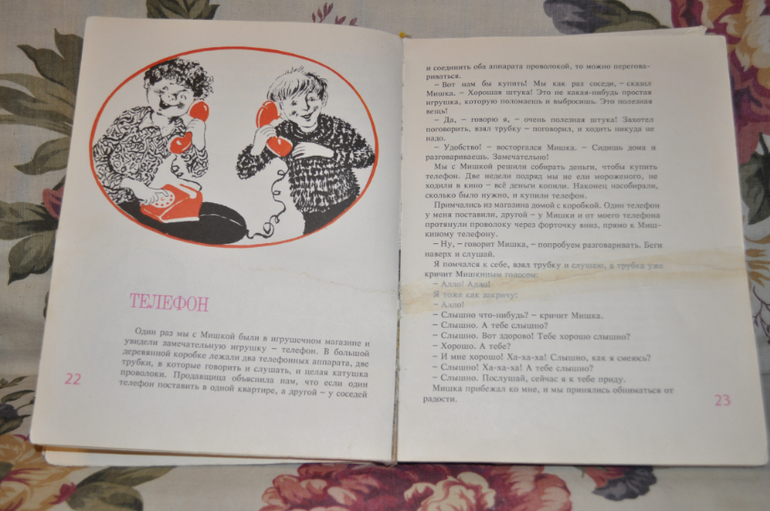 ТЕЛЕФОН
Один раз мы с Мишкой были в игрушечном магазине и
увидели замечательную игрушку – телефон. В большой
деревянной коробке лежали два телефонных аппарата, две
трубки, в которые говорить и слушать, и целая катушка
проволоки. Продавщица объяснила нам, что если один
телефон поставить в одной квартире, а другой – у соседей
22
и соединить оба аппарата проволокой, то можно перегова-
риваться.
– Вот нам бы купить! Мы как раз соседи, – сказал
Мишка. – Хорошая штука! Это не какая-нибудь простая
игрушка, которую поломаешь и выбросишь. Это полезная
вещь!
– Да, – говорю я, – очень полезная штука! Захотел
поговорить, взял трубку – поговорил, и ходить никуда не
надо.
– Удобство! – восторгался Мишка. – Сидишь дома и
разговариваешь. Замечательно!
Мы с Мишкой решили собирать деньги, чтобы купить
телефон. Две недели подряд мы не ели мороженого, не
ходили в кино – всё деньги копили. Наконец насобирали,
сколько было нужно, и купили телефон.
Примчались из магазина домой с коробкой. Один телефон
у меня поставили, другой – у Мишки и от моего телефона
протянули проволоку через форточку вниз, прямо к Миш-
киному телефону.
– Ну, – говорит Мишка, – попробуем разговаривать. Беги
наверх и слушай.
Я помчался к себе, взял трубку и слушаю, а трубка уже
кричит Мишкиным голосом:
– Алло! Алло!
Я тоже как закричу:
– Алло!
– Слышно что-нибудь? – кричит Мишка.
– Слышно. А тебе слышно?
– Слышно. Вот здорово! Тебе хорошо слышно?
– Хорошо. А тебе?
– И мне хорошо! Ха-ха-ха! Слышно, как я смеюсь?
– Слышно! Ха-ха-ха! А тебе слышно?
– Слышно. Послушай, сейчас я к тебе приду.
Мишка прибежал ко мне, и мы принялись обниматься от
радости.
23